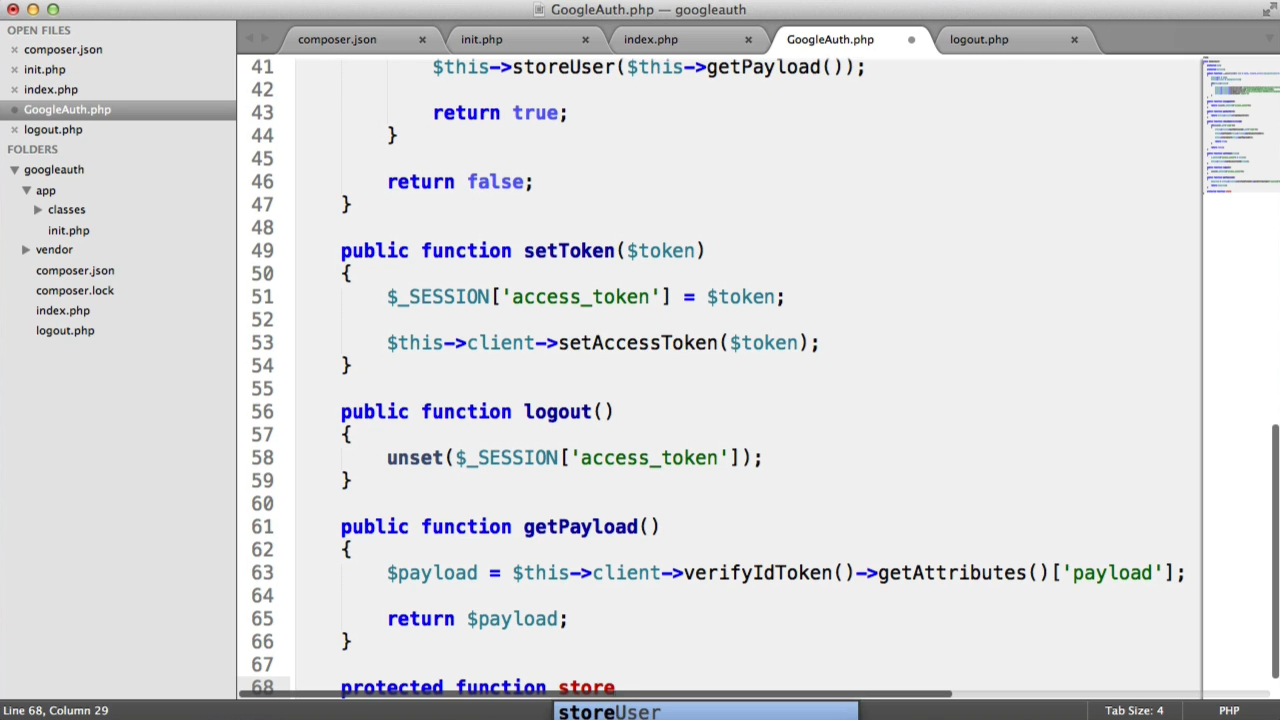 GoogleAuth.php — googleauth
OPEN FILES
composer.json
init.php
index.php
GoogleAuth.php
logout.php
FOLDERS
googleauth
app
classes
init.php
vendor
composer.json
composer.lock
index.php
logout.php
composer.json
init.php
index.php
GoogleAuth.php
logout.php
41 $this->storeUser($this->getPayload());
42
43 return true;
44 }
45
46 return false;
47 }
48
49 public function setToken($token)
50 {
51 $_SESSION['access_token'] = $token;
52
53 $this->client->setAccessToken($token);
54 }
55
56 public function logout()
57 {
58 unset($_SESSION['access_token']);
59 }
60
61 public function getPayload()
62 {
63 $payload = $this->client->verifyIdToken()->getAttributes()['payload'];
64
65 return $payload;
66 }
67
68 protected function store
storeUser
Line 68, Column 29
Tab Size: 4
PHP